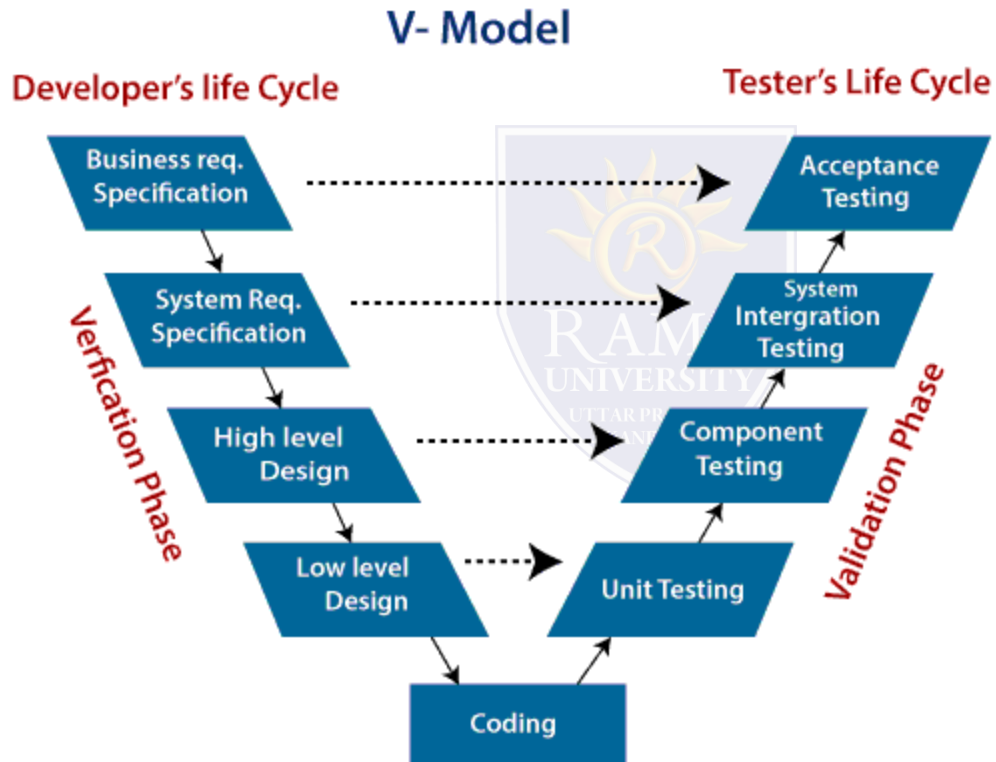 V- Model
Developer's life Cycle
Tester's Life Cycle
Business req.
Specification
Acceptance
Testing
System Req.
Specification
System
Intergration
Testing
High level
Design
Component
Testing
Low level
Design
Unit Testing
Coding
Verfication Phase
Validation Phase
UNIVERSITY
UTTAR